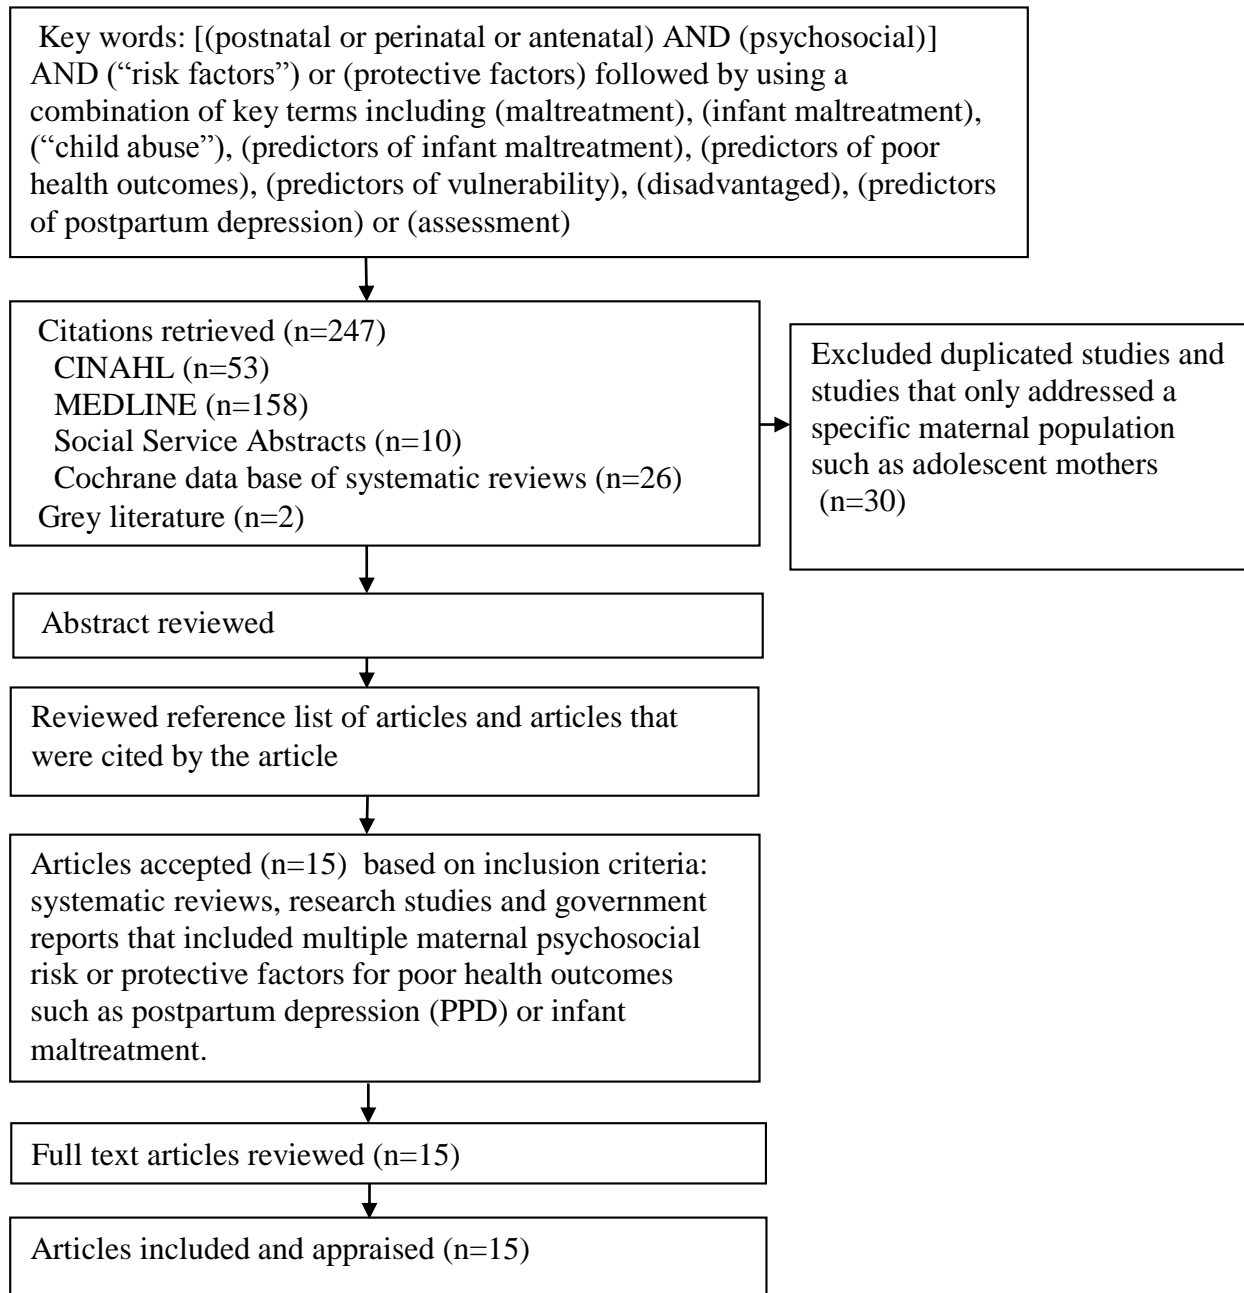 Key words: [(postnatal or perinatal or antenatal) AND (psychosocial)]
AND (“risk factors”) or (protective factors) followed by using a
combination of key terms including (maltreatment), (infant maltreatment),
(“child abuse”), (predictors of infant maltreatment), (predictors of poor
health outcomes), (predictors of vulnerability), (disadvantaged), (predictors
of postpartum depression) or (assessment)
Citations retrieved (n=247)
CINAHL (n=53)
MEDLINE (n=158)
Social Service Abstracts (n=10)
Cochrane data base of systematic reviews (n=26)
Grey literature (n=2)
Excluded duplicated studies and
studies that only addressed a
specific maternal population
such as adolescent mothers
(n=30)
Abstract reviewed
Reviewed reference list of articles and articles that
were cited by the article
Articles accepted (n=15) based on inclusion criteria:
systematic reviews, research studies and government
reports that included multiple maternal psychosocial
risk or protective factors for poor health outcomes
such as postpartum depression (PPD) or infant
maltreatment.
Full text articles reviewed (n=15)
Articles included and appraised (n=15)